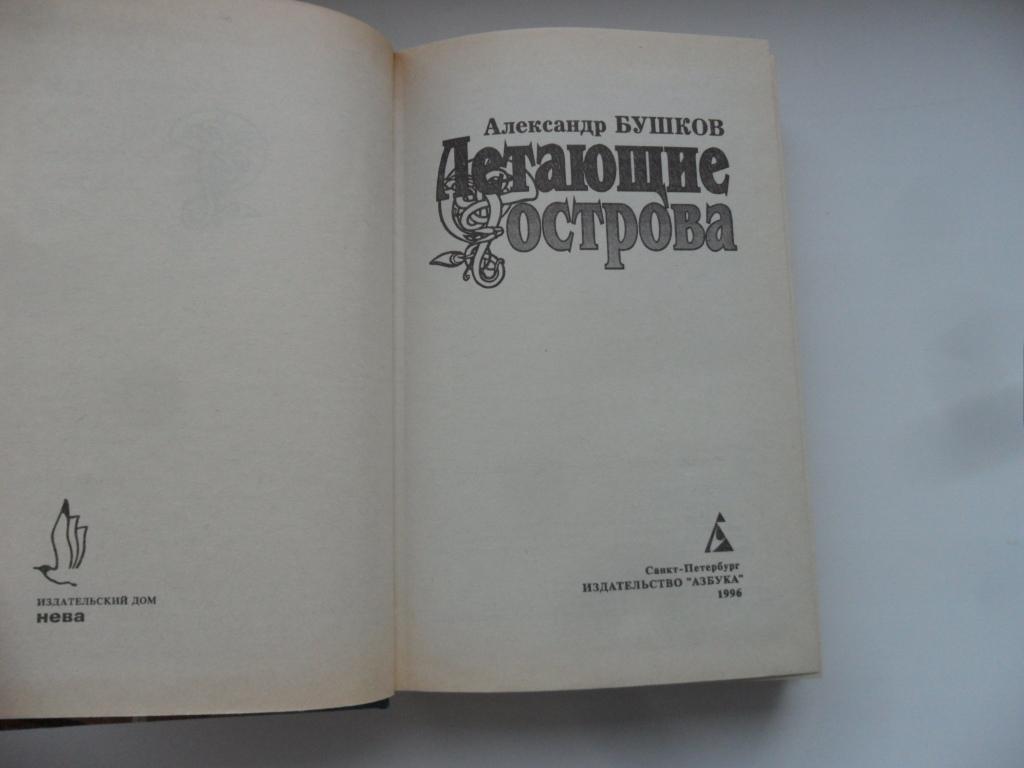 ИЗДАТЕЛЬСКИЙ ДОМ
нева
Александр БУШКОВ
Летающие
острова
Санкт-Петербург
ИЗДАТЕЛЬСТВО "АЗБУКА"
1996